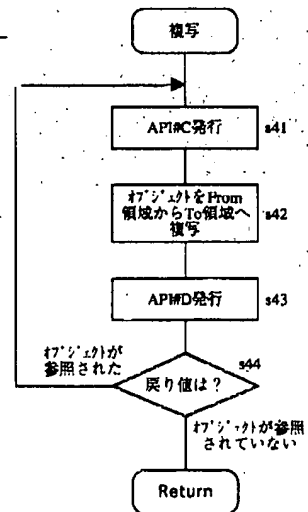 複写
API#C発行
s41
オブジェクトをFrom
領域からTo領域へ
複写
s42
API#D発行
s43
オブジェクトが
参照された
s44
戻り値は?
オブジェクトが参照
されていない
Return